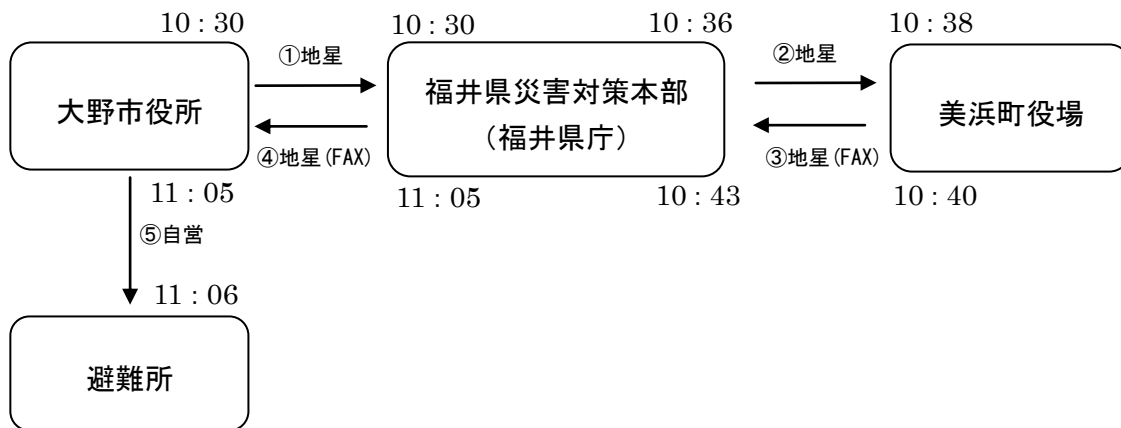 10：30
10：30
10：36
10：38
①地星
②地星
大野市役所
福井県災害対策本部
（福井県庁）
美浜町役場
④地星(FAX)
③地星(FAX)
11：05
11：05
10：43
10：40
⑤自営
11：06
避難所